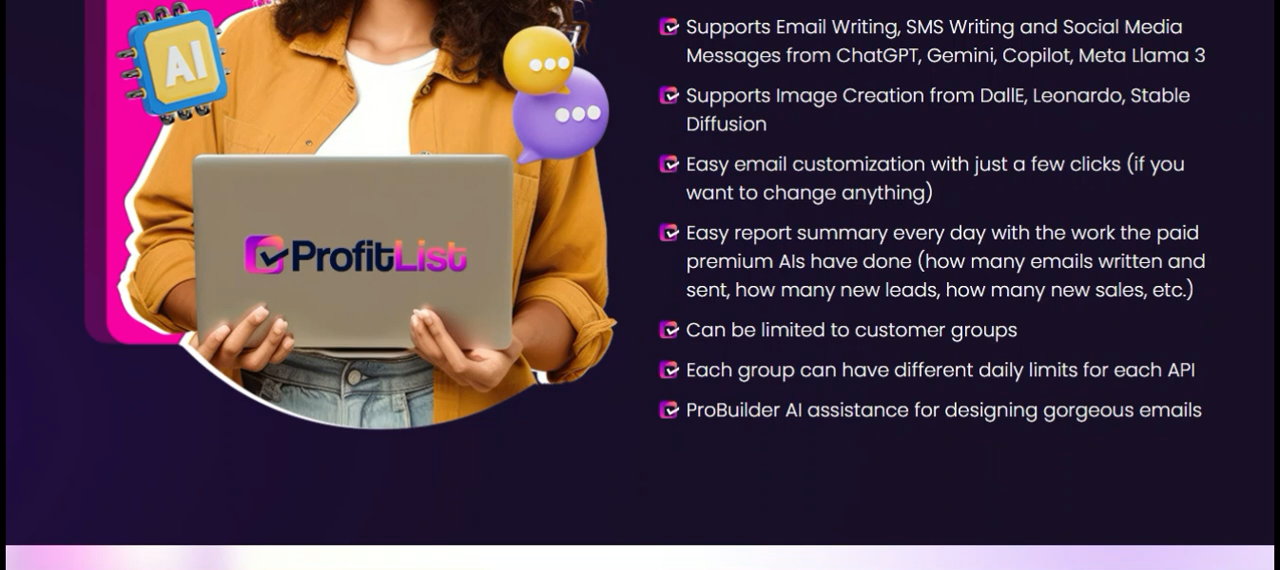 AI
ProfitList
Supports Email Writing, SMS Writing and Social Media
Messages from ChatGPT, Gemini, Copilot, Meta Llama 3
Supports Image Creation from DallE, Leonardo, Stable
Diffusion
Easy email customization with just a few clicks (if you
want to change anything)
Easy report summary every day with the work the paid
premium AIs have done (how many emails written and
sent, how many new leads, how many new sales, etc.)
Can be limited to customer groups
Each group can have different daily limits for each API
ProBuilder AI assistance for designing gorgeous emails